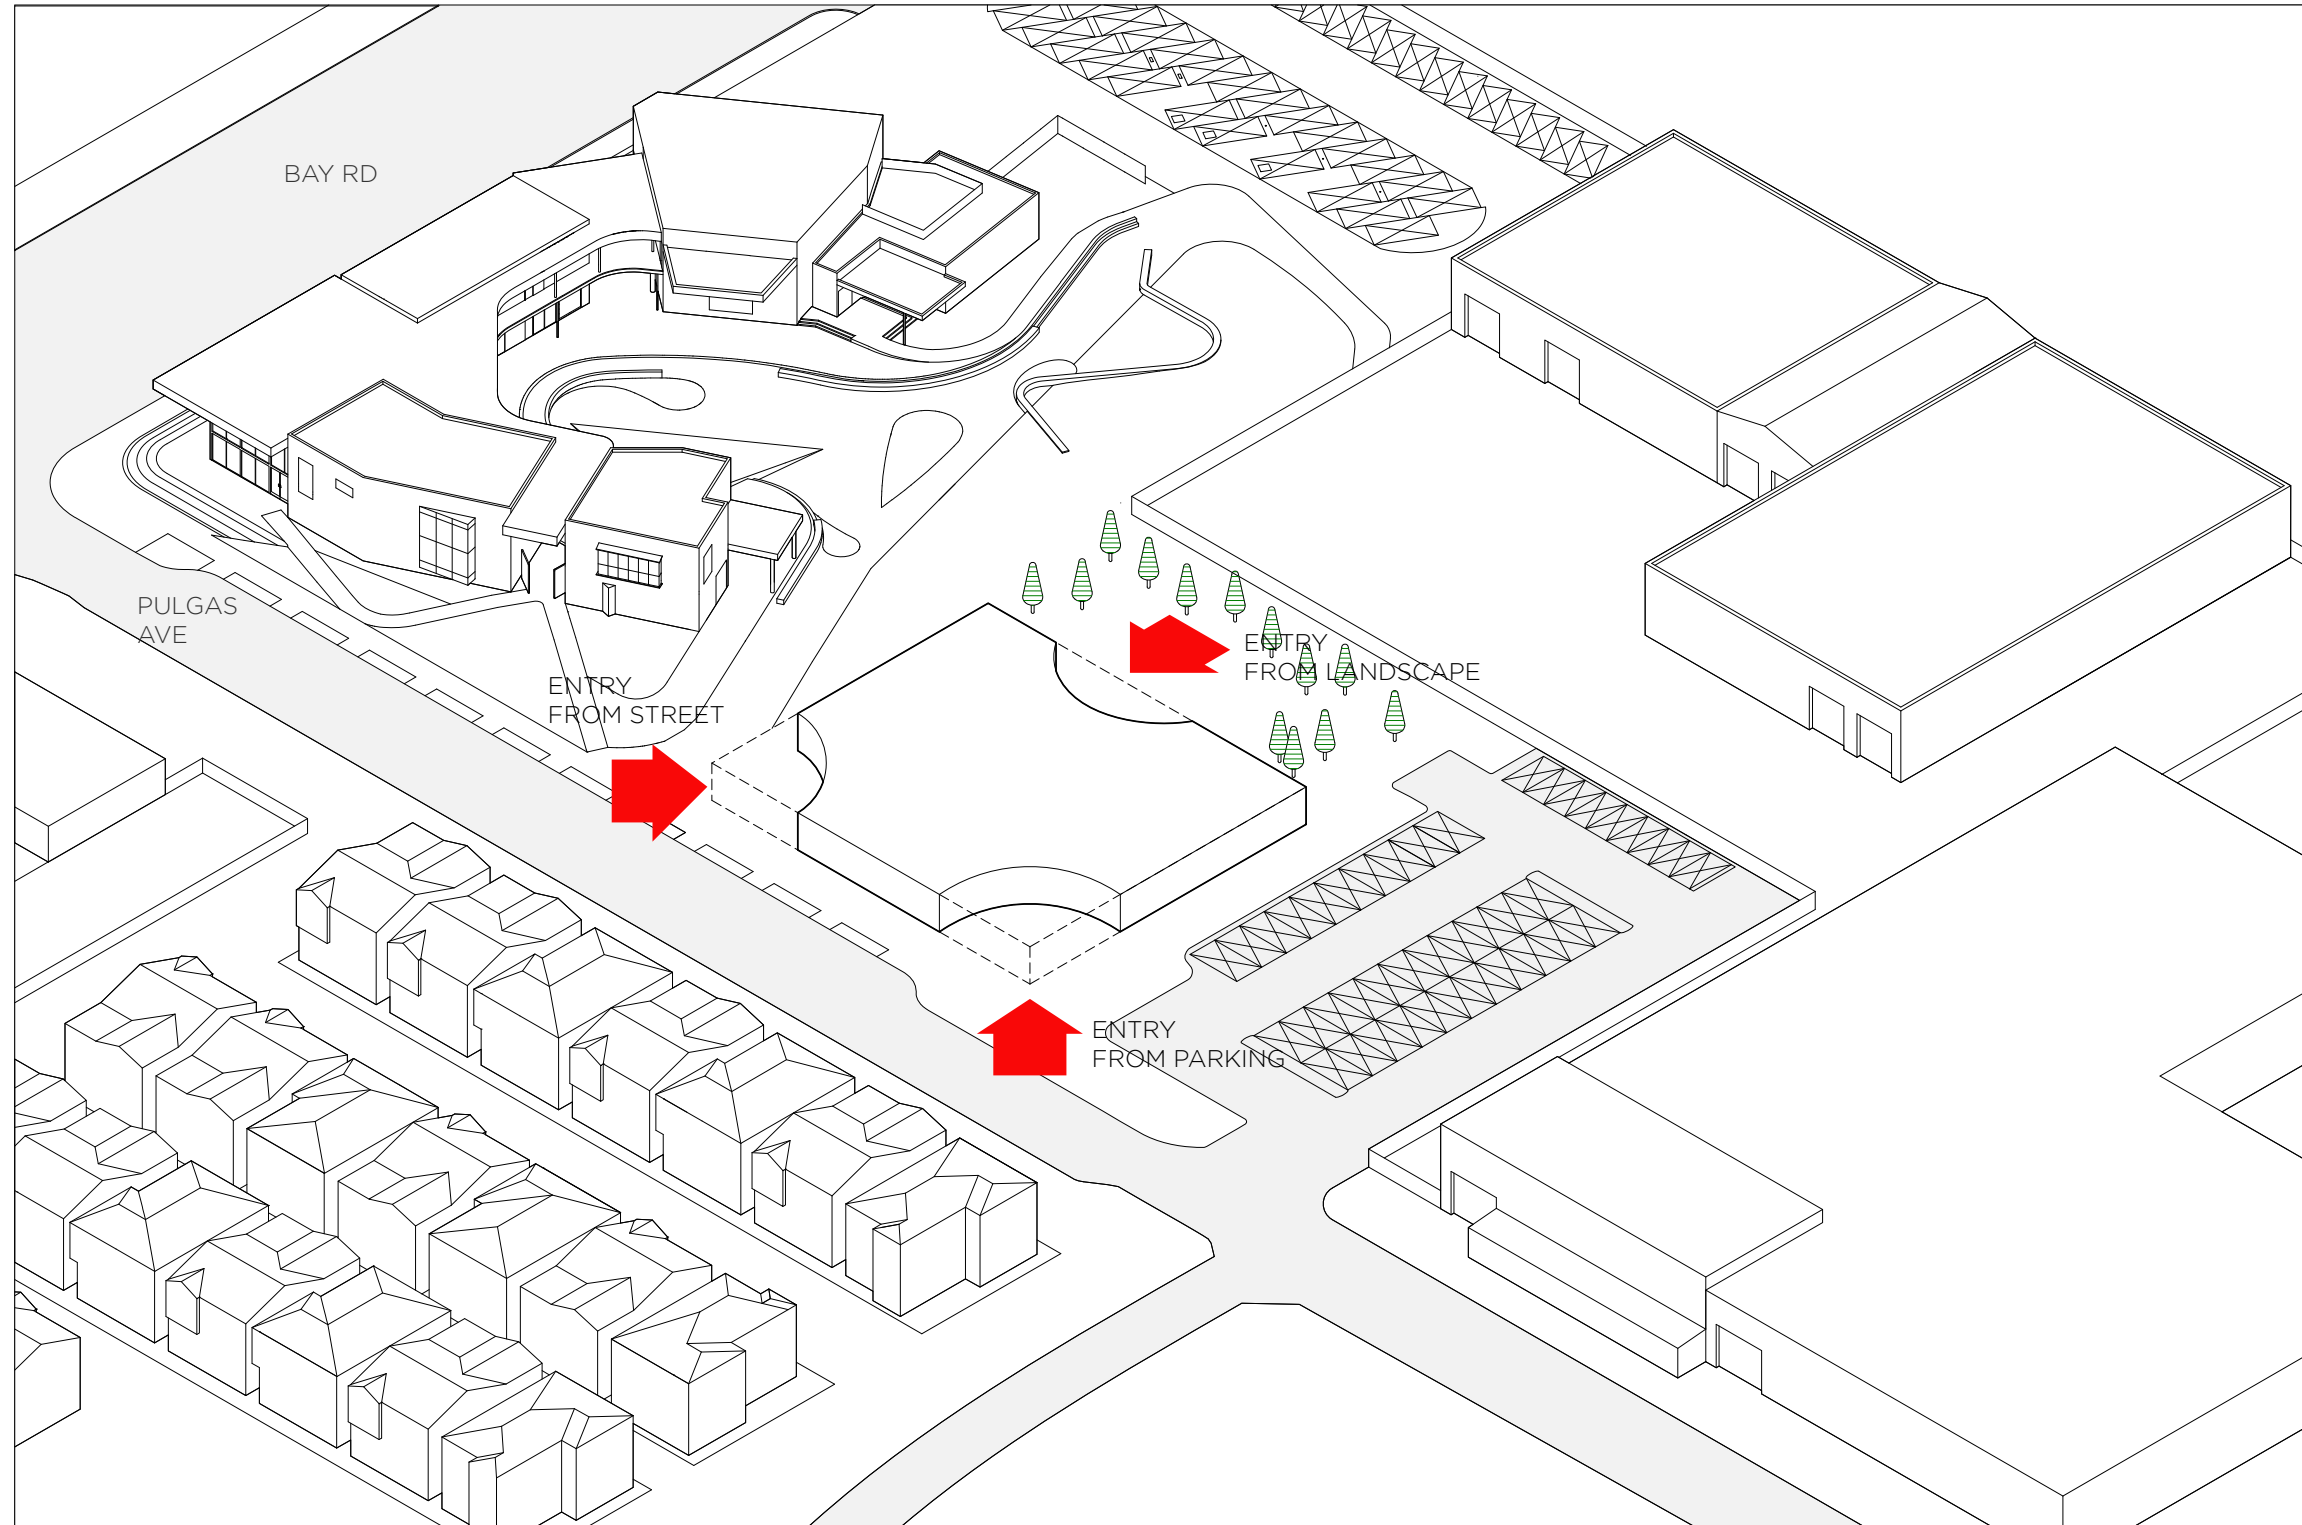 BAY RD
PULGAS
AVE
ENTRY
FROM LANDSCAPE
ENTRY
FROM STREET
ENTRY
FROM PARKING